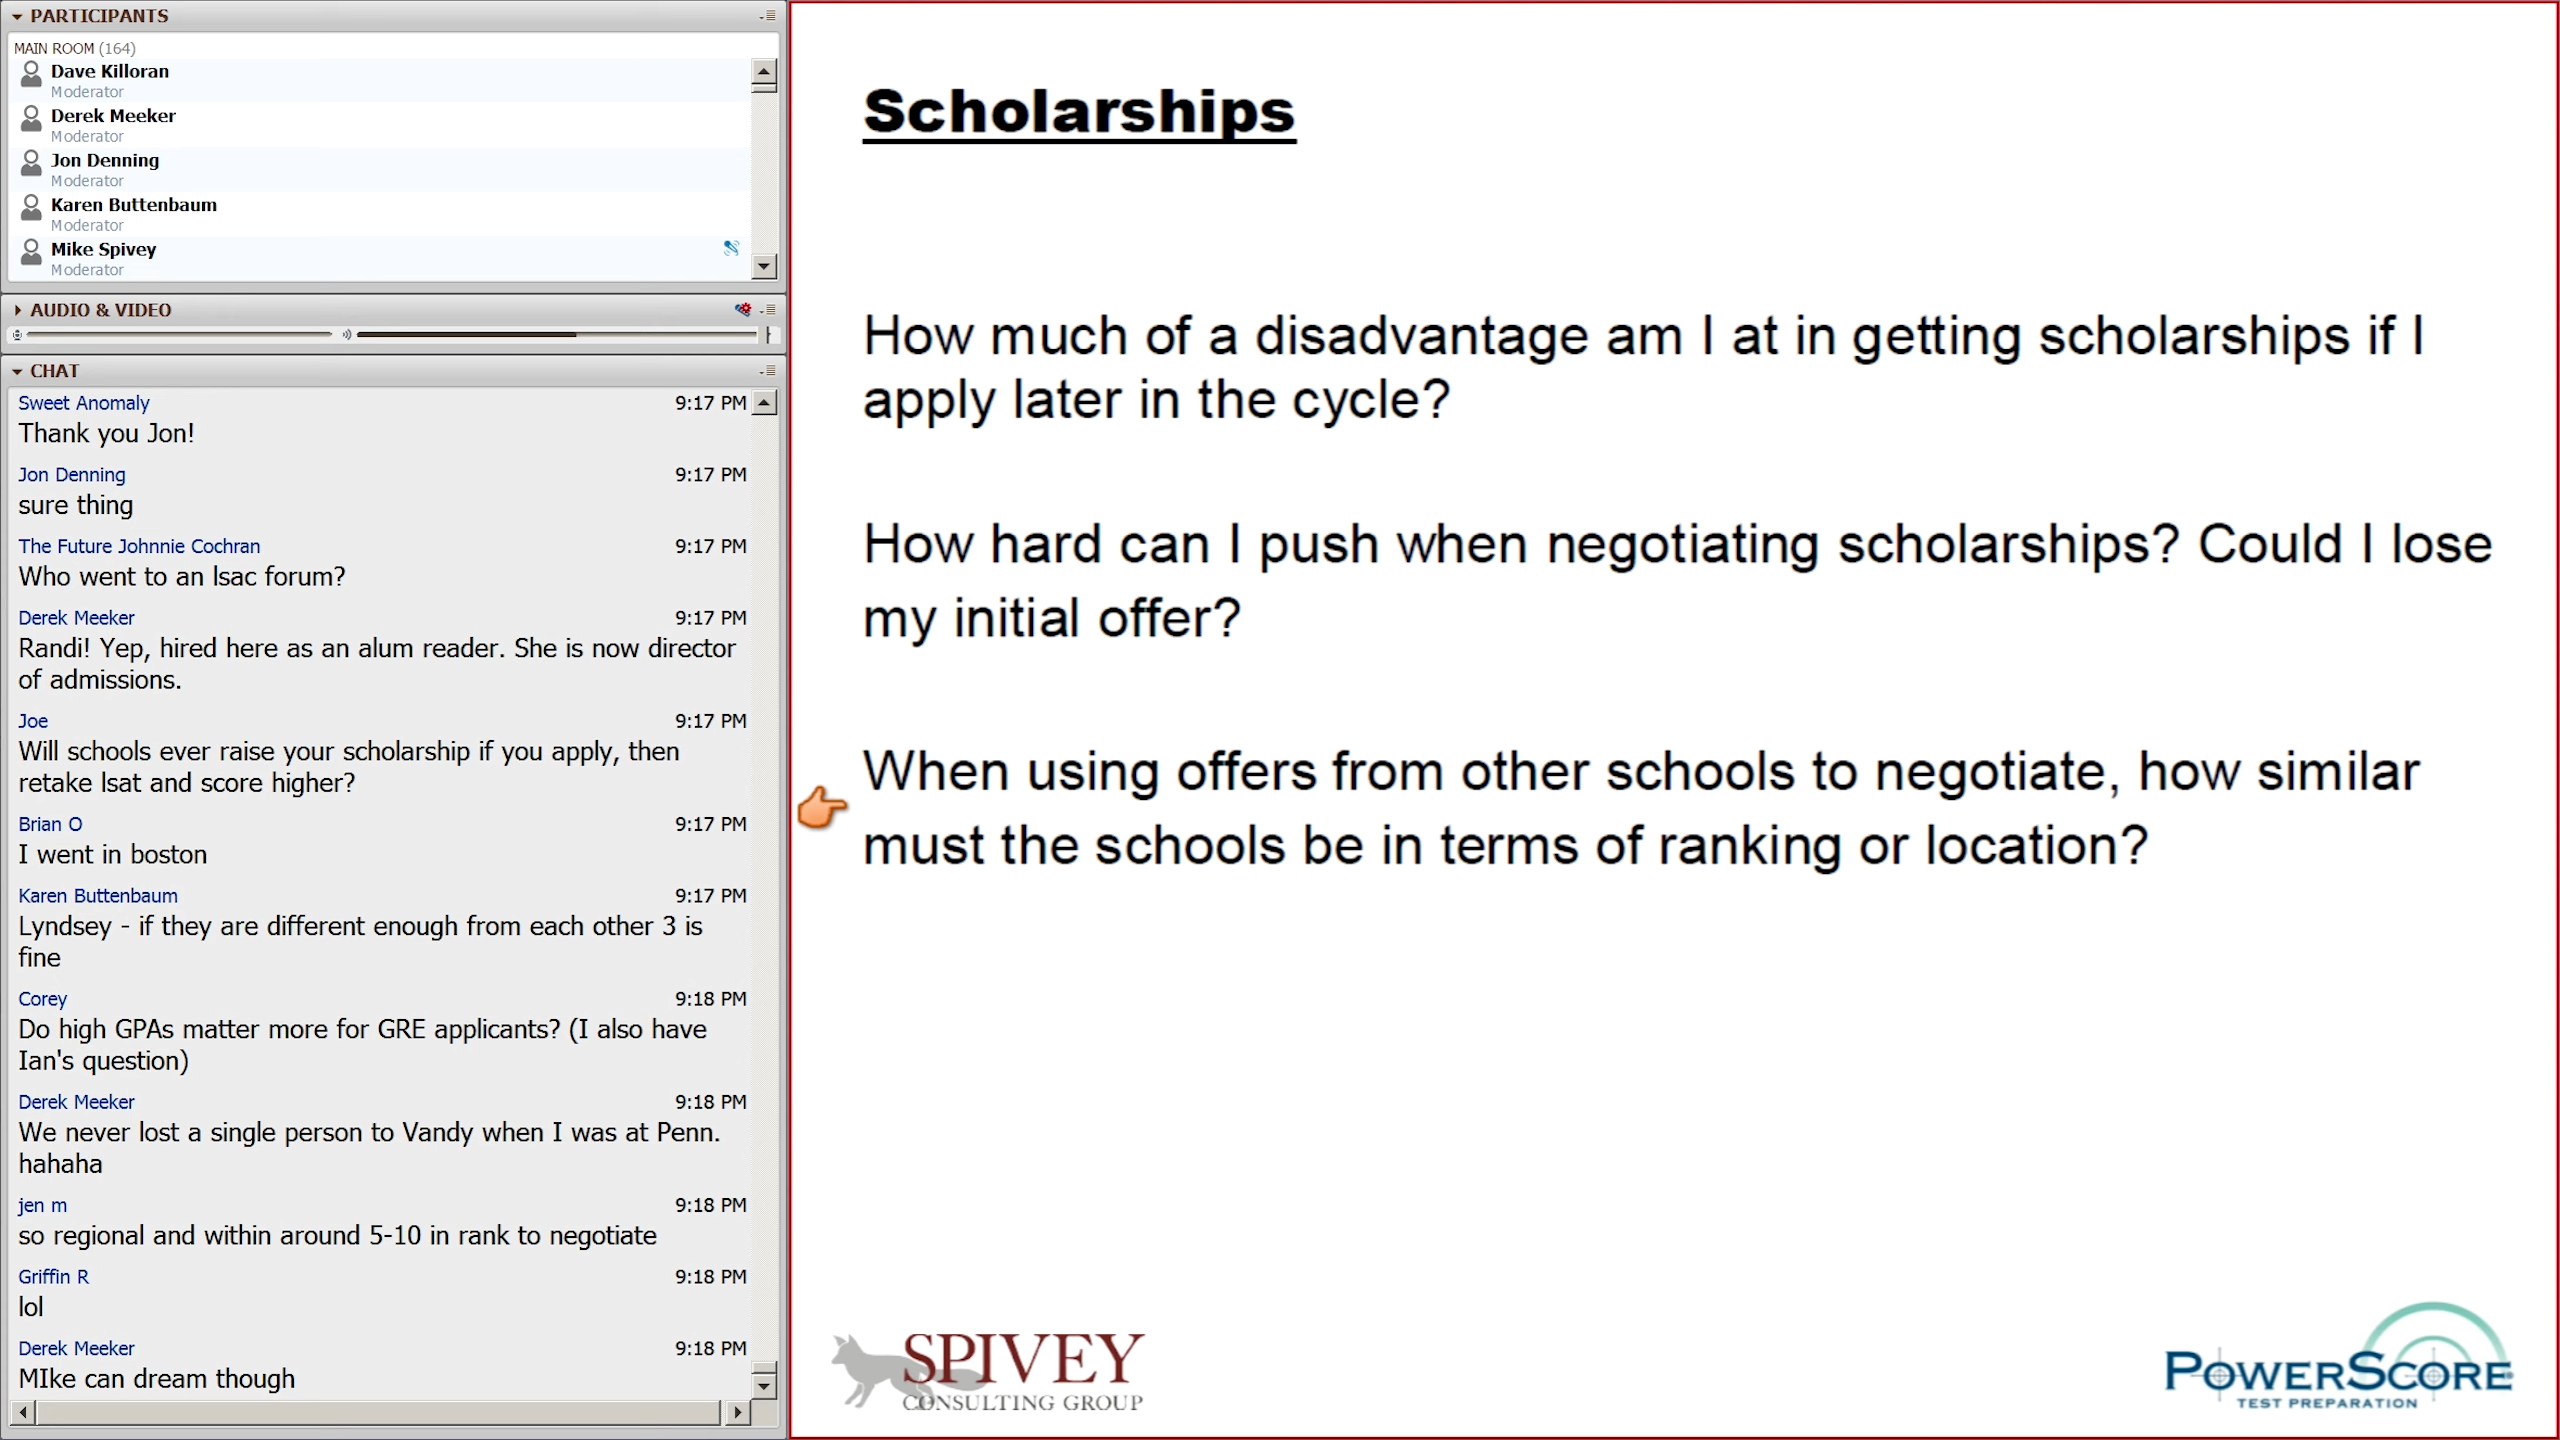 PARTICIPANTS
MAIN ROOM (164)
Dave Killoran
Moderator
Derek Meeker
Moderator
Jon Denning
Moderator
Karen Buttenbaum
Moderator
Mike Spivey
Moderator
AUDIO & VIDEO
CHAT
Sweet Anomaly 9:17 PM
Thank you Jon!
Jon Denning 9:17 PM
sure thing
The Future Johnnie Cochran 9:17 PM
Who went to an lsac forum?
Derek Meeker 9:17 PM
Randi! Yep, hired here as an alum reader. She is now director
of admissions.
Joe 9:17 PM
Will schools ever raise your scholarship if you apply, then
retake lsat and score higher?
Brian O 9:17 PM
I went in boston
Karen Buttenbaum 9:17 PM
Lyndsey - if they are different enough from each other 3 is
fine
Corey 9:18 PM
Do high GPAs matter more for GRE applicants? (I also have
Ian's question)
Derek Meeker 9:18 PM
We never lost a single person to Vandy when I was at Penn.
hahaha
jen m 9:18 PM
so regional and within around 5-10 in rank to negotiate
Griffin R 9:18 PM
lol
Derek Meeker 9:18 PM
MIke can dream though
Scholarships
How much of a disadvantage am I at in getting scholarships if I
apply later in the cycle?
How hard can I push when negotiating scholarships? Could I lose
my initial offer?
When using offers from other schools to negotiate, how similar
must the schools be in terms of ranking or location?
SPIVEY
CONSULTING GROUP
POWERSCORE
TEST PREPARATION